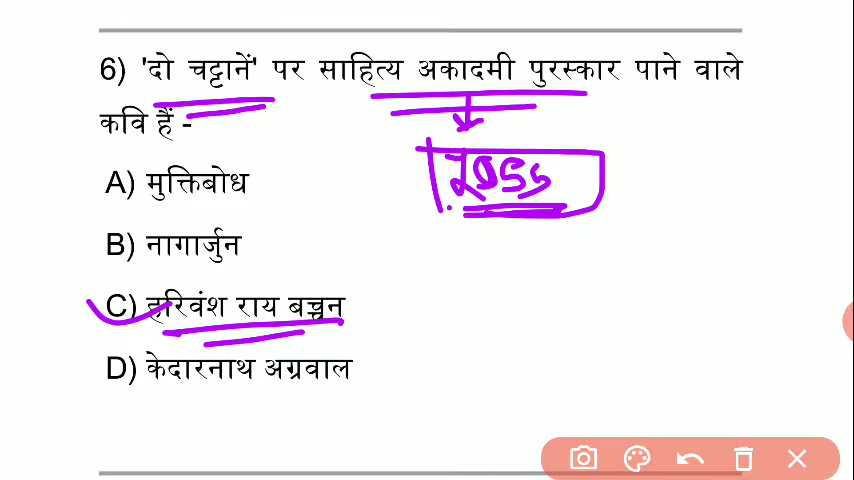 6) 'दो चट्टानें' पर साहित्य अकादमी पुरस्कार पाने वाले
कवि हैं -
A) मुक्तिबोध
B) नागार्जुन
C) हरिवंश राय बच्चन
D) केदारनाथ अग्रवाल